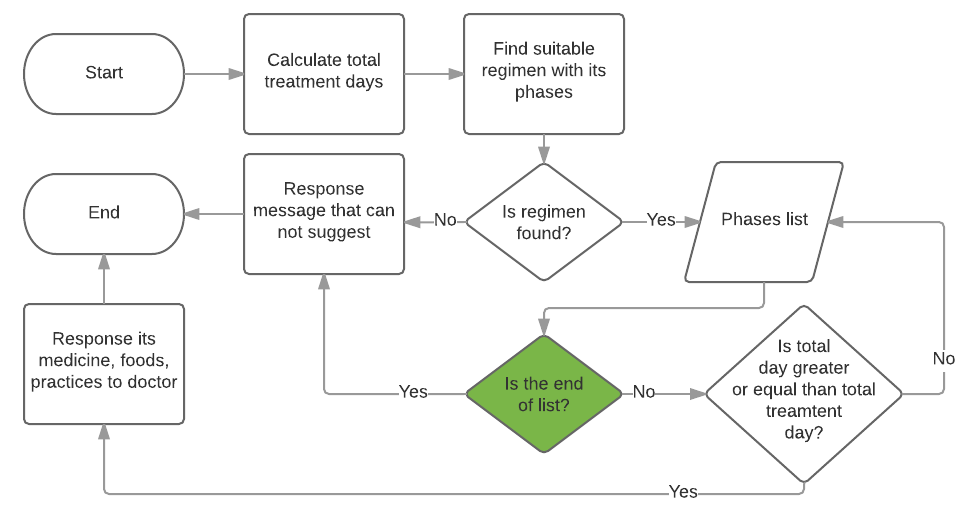 Start
Calculate total
treatment days
Find suitable
regimen with its
phases
End
Response
message that can
not suggest
No
Is regimen
found?
Yes
Phases list
Response its
medicine, foods,
practices to doctor
Yes
Is the end
of list?
No
Is total
day greater
or equal than total
treamtent
day?
No
Yes